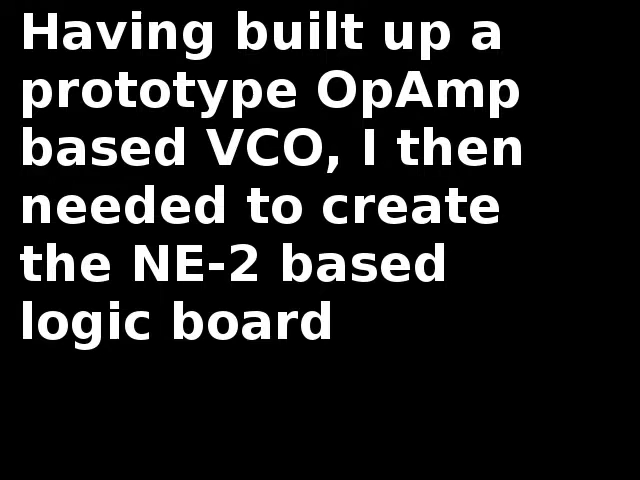 Having built up a
prototype OpAmp
based VCO, I then
needed to create
the NE-2 based
logic board